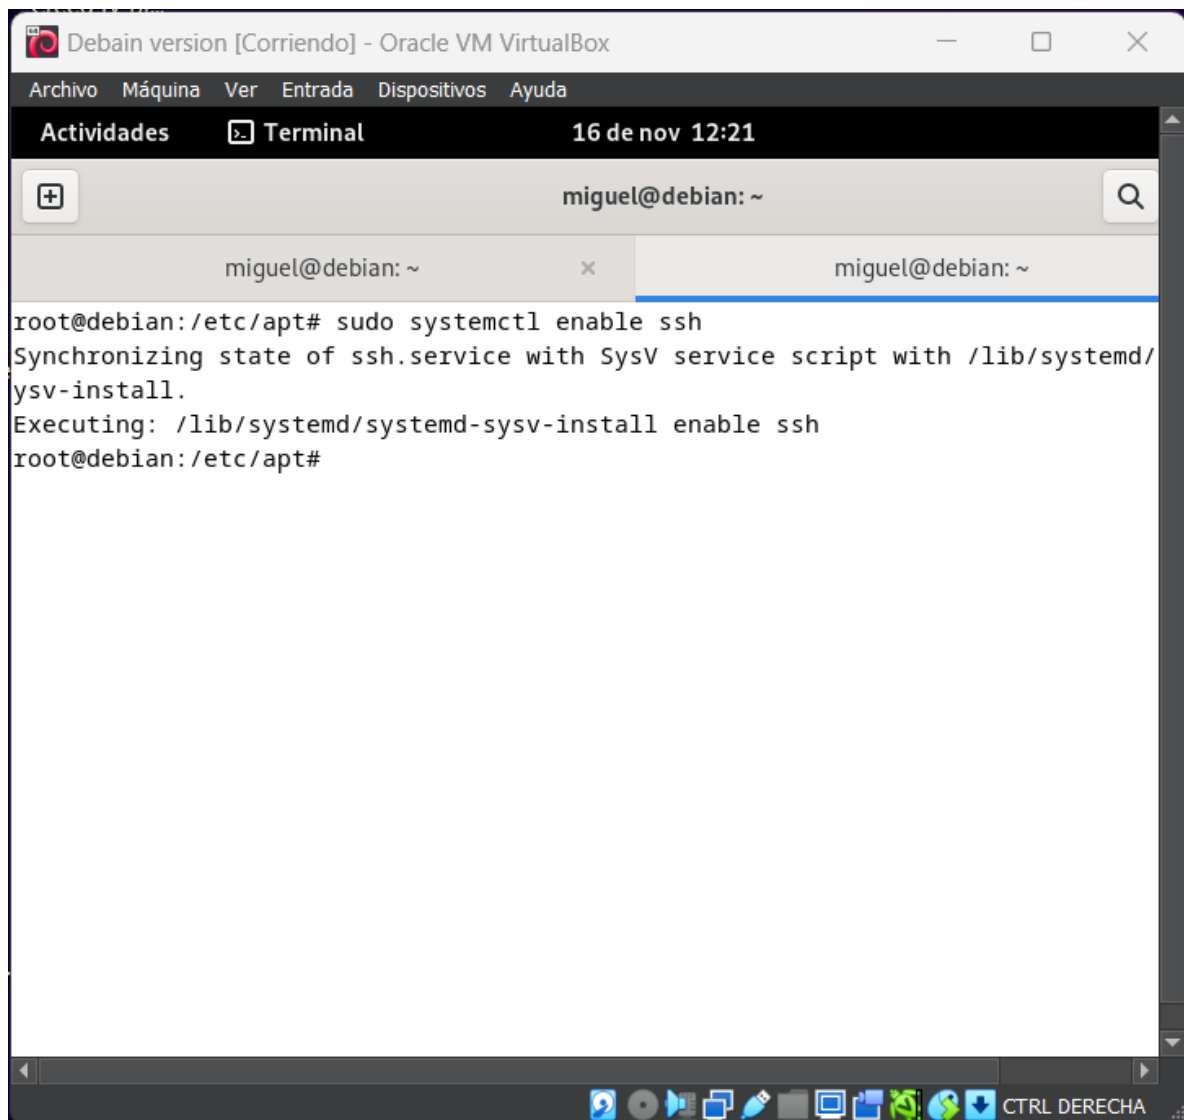 Debain version [Corriendo] - Oracle VM VirtualBox
Archivo Máquina Ver Entrada Dispositivos Ayuda
Actividades Terminal 16 de nov 12:21
miguel@debian: ~
miguel@debian: ~ × miguel@debian: ~
root@debian:/etc/apt# sudo systemctl enable ssh
Synchronizing state of ssh.service with SysV service script with /lib/systemd/
ysv-install.
Executing: /lib/systemd/systemd-sysv-install enable ssh
root@debian:/etc/apt#
CTRL DERECHA